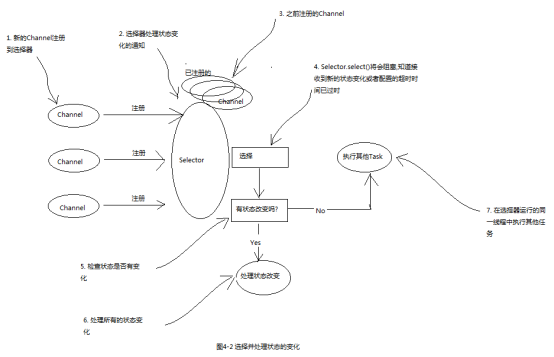 3. 之前注册的Channel
2. 选择器处理状态变
化的通知
1. 新的Channel注册
到选择器
4. Selector.select()将会阻塞,知道接
收到新的状态变化或者配置的超时时
间已过时
已注册的
Channel
Channel
注册
Channel
注册
Channel
注册
Selector
选择
执行其他Task
有状态改变吗?
No
Yes
7. 在选择器运行的同
一线程中执行其他任
务
5. 检查状态是否有变
化
处理状态改变
6. 处理所有的状态变
化
图4-2 选择并处理状态的变化